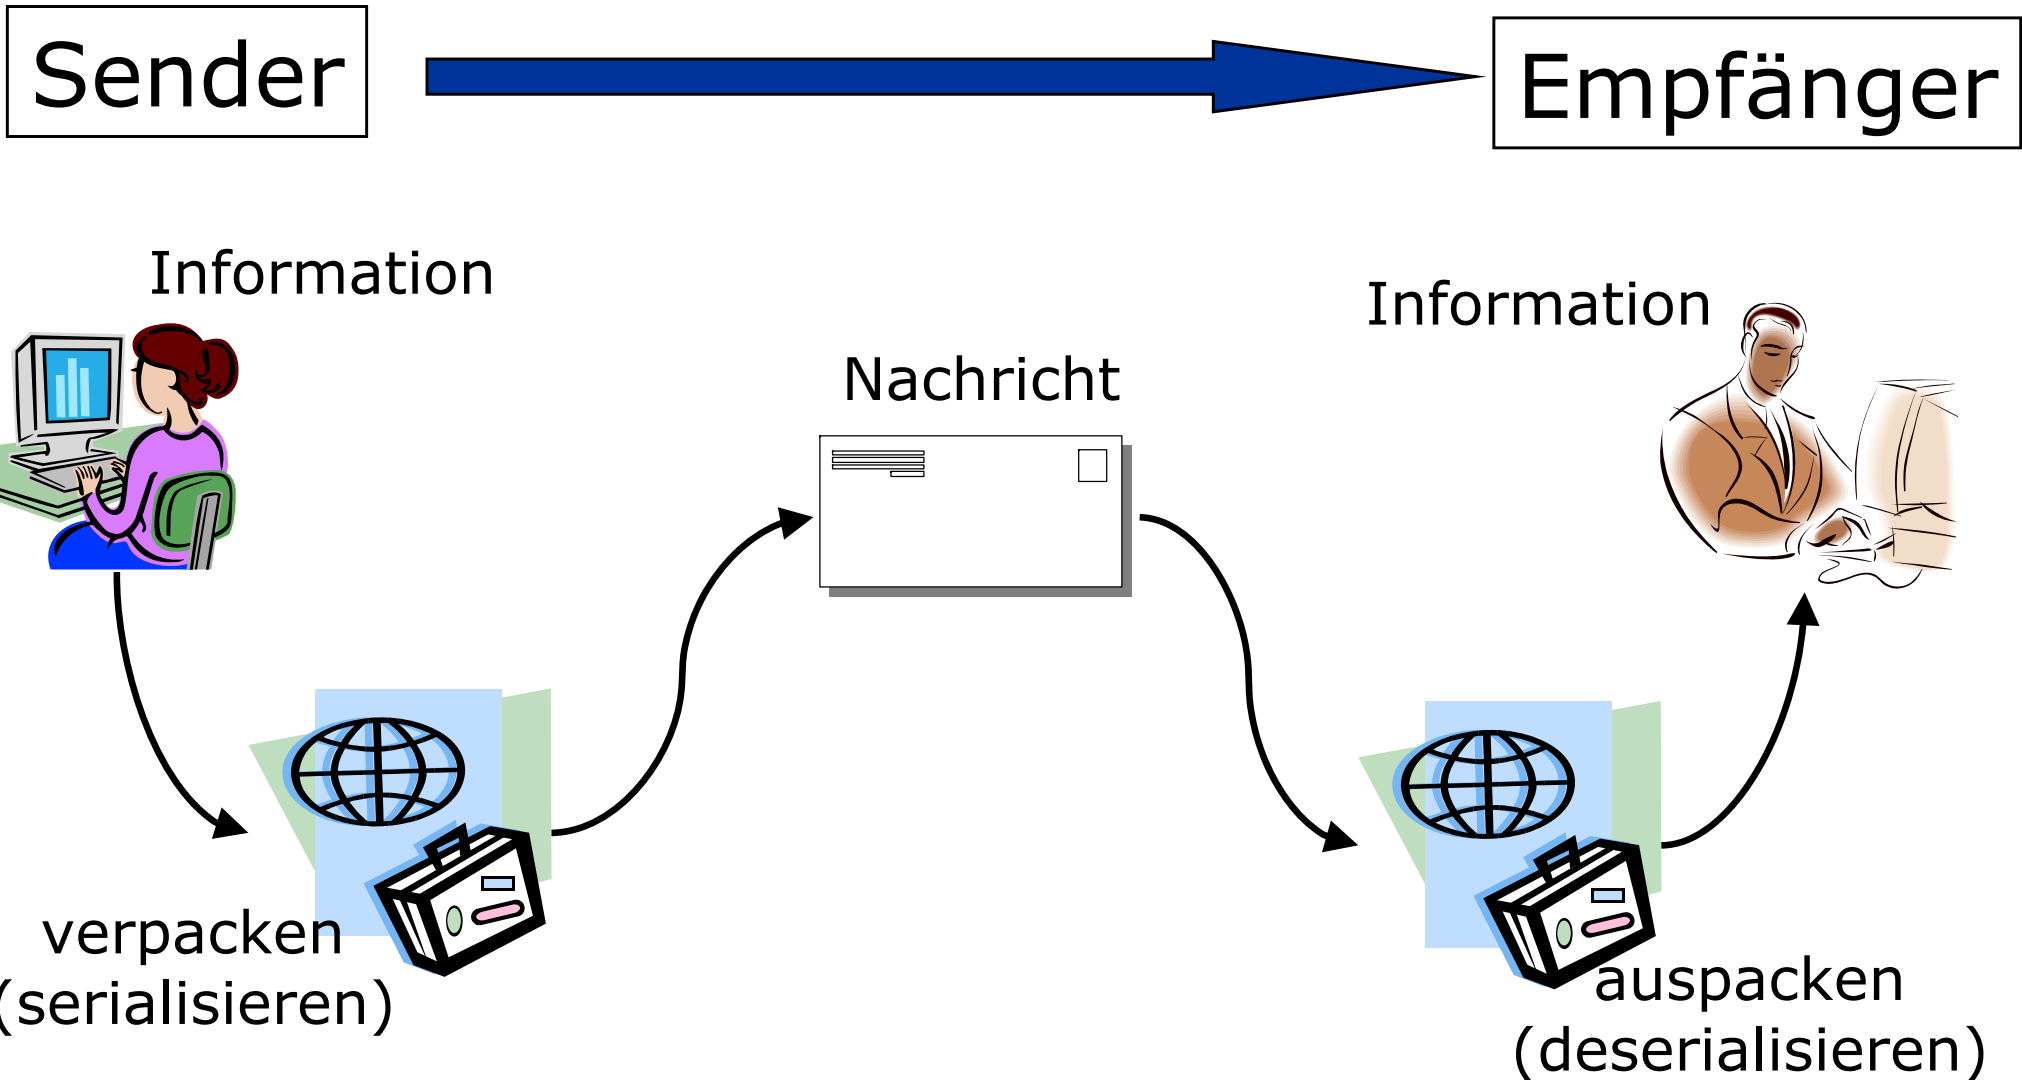 Sender
Empfänger
Information
Information
Nachricht
verpacken
(serialisieren)
auspacken
(deserialisieren)